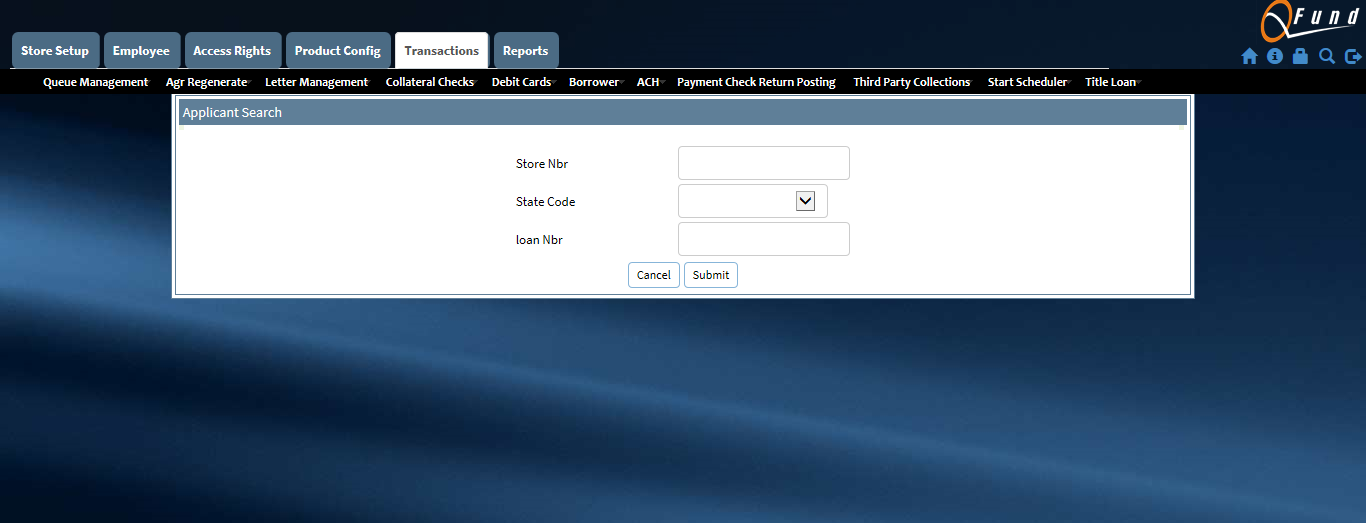 QFund
Store Setup Employee Access Rights Product Config Transactions Reports
Queue Management Agr Regenerate Letter Management Collateral Checks Debit Cards Borrower ACH Payment Check Return Posting Third Party Collections Start Scheduler Title Loan
Applicant Search
Store Nbr
State Code
loan Nbr
Cancel Submit